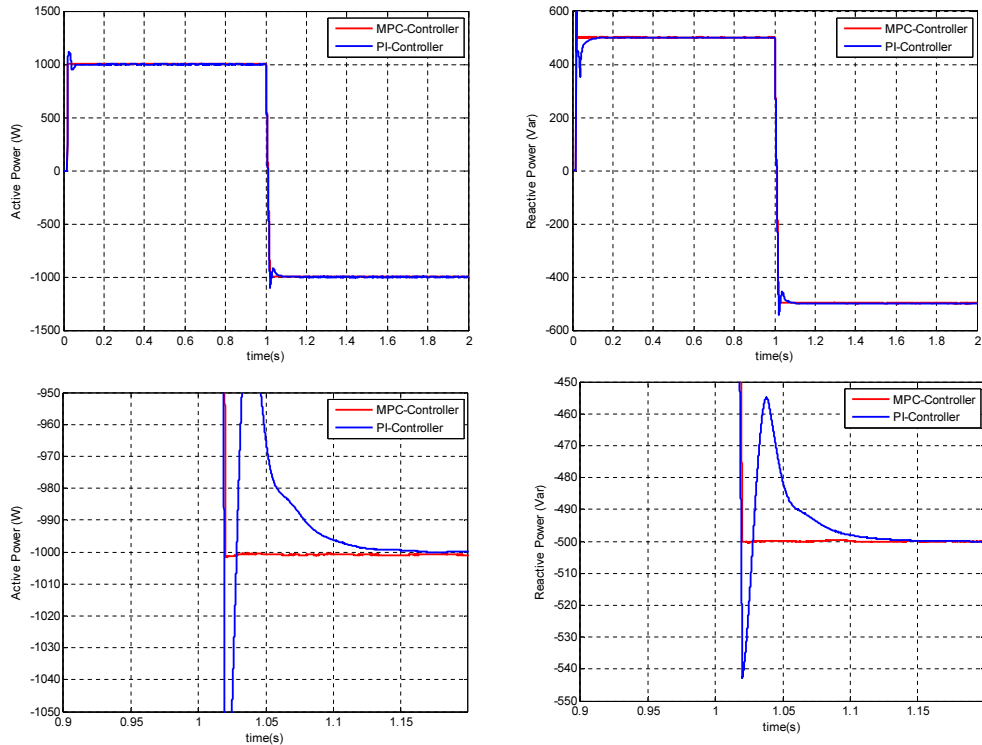 MPC-Controller
PI-Controller
1500
1000
500
0
-500
-1000
-1500
Active Power (W)
0 0.2 0.4 0.6 0.8 1 1.2 1.4 1.6 1.8 2
time(s)
MPC-Controller
PI-Controller
600
400
200
0
-200
-400
-600
Reactive Power (Var)
0 0.2 0.4 0.6 0.8 1 1.2 1.4 1.6 1.8 2
time(s)
MPC-Controller
PI-Controller
-950
-960
-970
-980
-990
-1000
-1010
-1020
-1030
-1040
-1050
Active Power (W)
0.9 0.95 1 1.05 1.1 1.15
time(s)
MPC-Controller
PI-Controller
-450
-460
-470
-480
-490
-500
-510
-520
-530
-540
-550
Reactive Power (Var)
0.9 0.95 1 1.05 1.1 1.15
time(s)